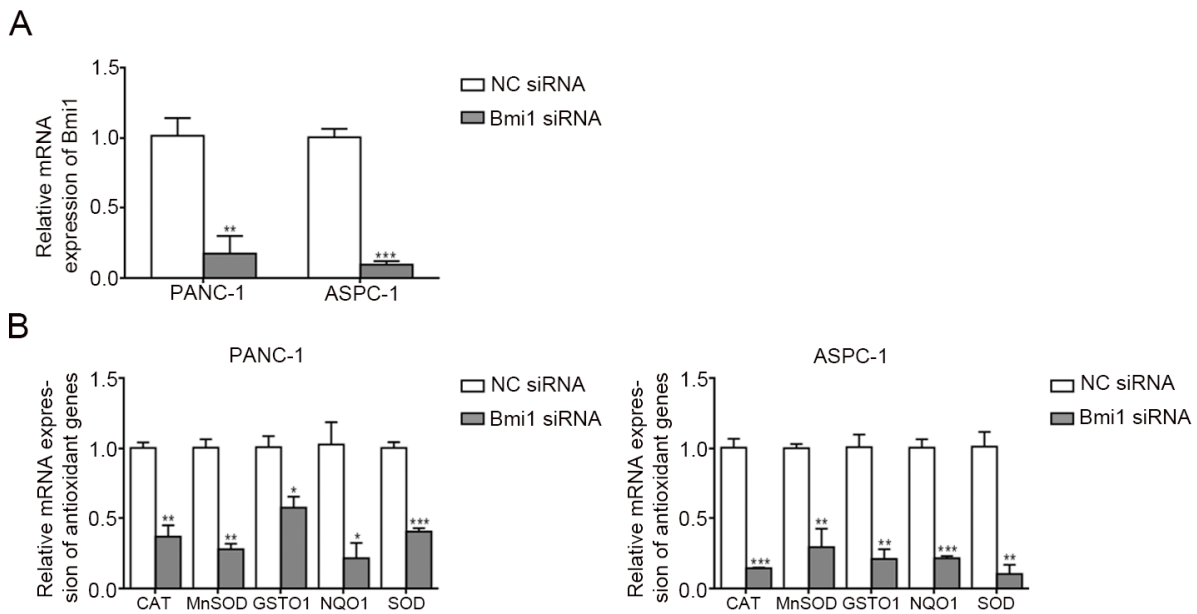 A
Relative mRNA
expression of Bmi1
1.5
1.0
0.5
0.0
**
***
PANC-1
ASPC-1
NC siRNA
Bmi1 siRNA
B
PANC-1
Relative mRNA expres-
sion of antioxidant genes
1.5
1.0
0.5
0.0
**
**
*
*
***
CAT
MnSOD
GSTO1
NQO1
SOD
NC siRNA
Bmi1 siRNA
ASPC-1
Relative mRNA expres-
sion of antioxidant genes
1.5
1.0
0.5
0.0
***
**
**
***
**
CAT
MnSOD
GSTO1
NQO1
SOD
NC siRNA
Bmi1 siRNA